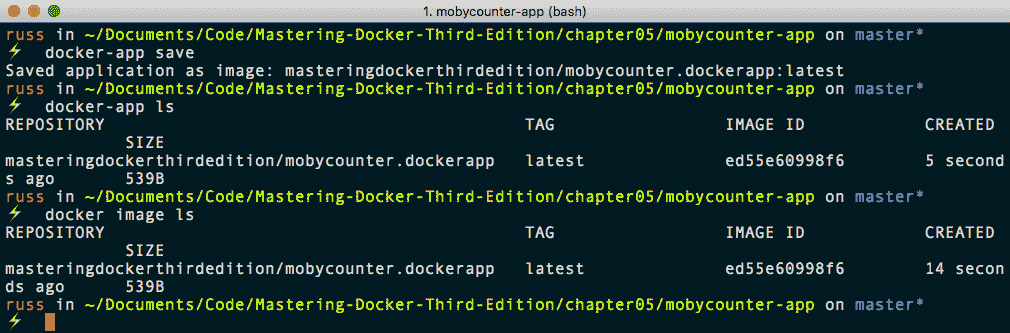 1. mobycounter-app (bash)
russ in ~/Documents/Code/Mastering-Docker-Third-Edition/chapter05/mobycounter-app on master*
⚡ docker-app save
Saved application as image: masteringdockerthirdedition/mobycounter.dockerapp:latest
russ in ~/Documents/Code/Mastering-Docker-Third-Edition/chapter05/mobycounter-app on master*
⚡ docker-app ls
REPOSITORY TAG IMAGE ID CREATED
SIZE
masteringdockerthirdedition/mobycounter.dockerapp latest ed55e60998f6 5 second
s ago 539B
russ in ~/Documents/Code/Mastering-Docker-Third-Edition/chapter05/mobycounter-app on master*
⚡ docker image ls
REPOSITORY TAG IMAGE ID CREATED
SIZE
masteringdockerthirdedition/mobycounter.dockerapp latest ed55e60998f6 14 secon
ds ago 539B
russ in ~/Documents/Code/Mastering-Docker-Third-Edition/chapter05/mobycounter-app on master*
⚡